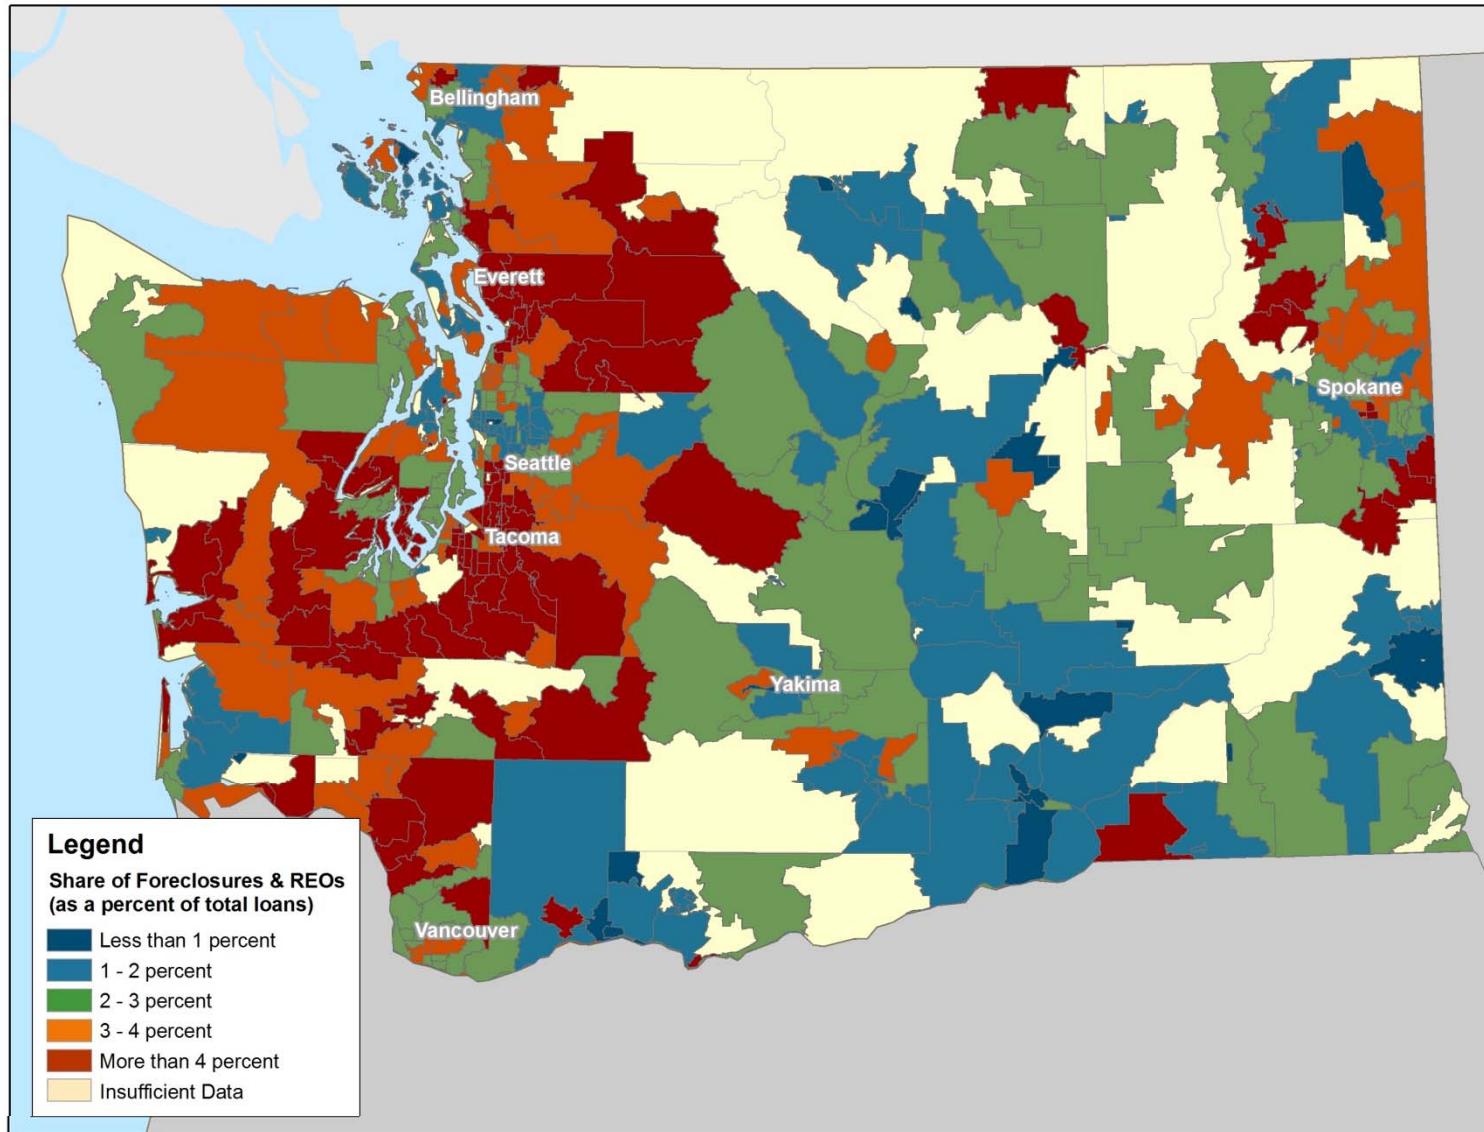 Bellingham
Everett
Spokane
Seattle
Tacoma
Yakima
Vancouver
Legend
Share of Foreclosures & REOs
(as a percent of total loans)
Less than 1 percent
1 - 2 percent
2 - 3 percent
3 - 4 percent
More than 4 percent
Insufficient Data